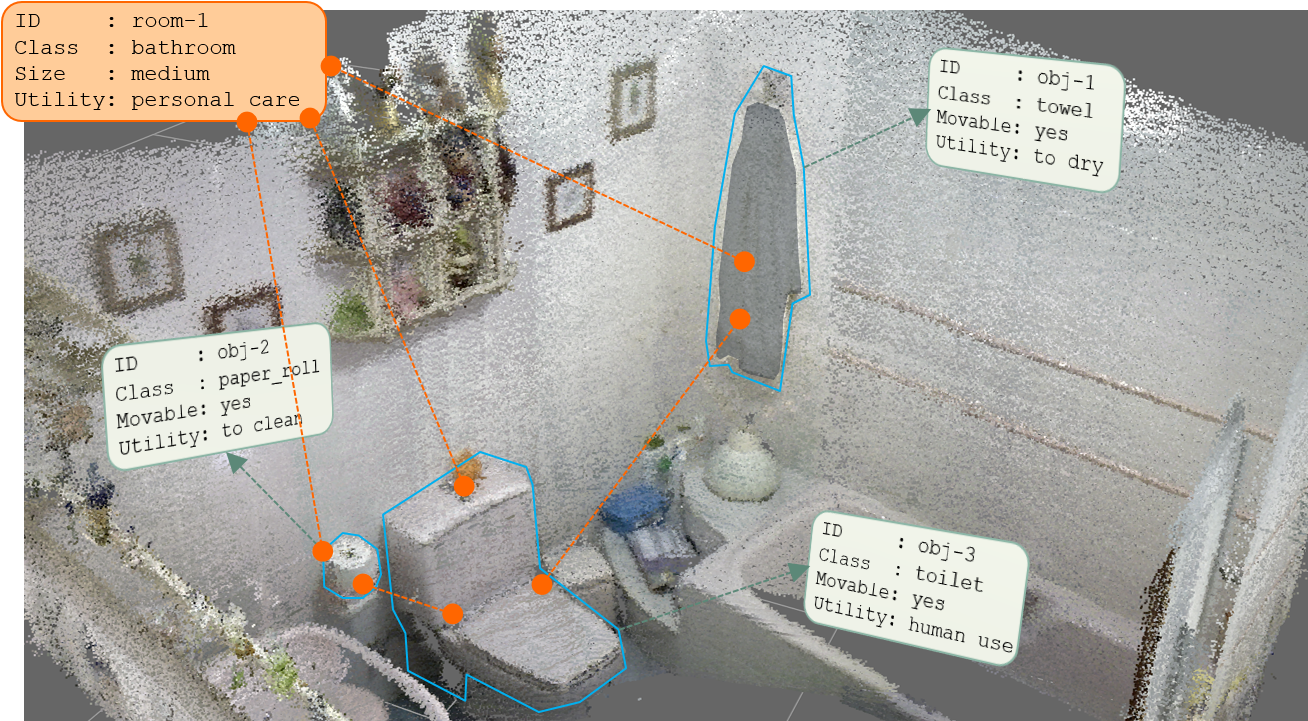 ID     : room-1
Class  : bathroom
Size   : medium
Utility: personal care
ID     : obj-1
Class  : towel
Movable: yes
Utility: to dry
ID     : obj-2
Class  : paper_roll
Movable: yes
Utility: to clean
ID     : obj-3
Class  : toilet
Movable: yes
Utility: human use